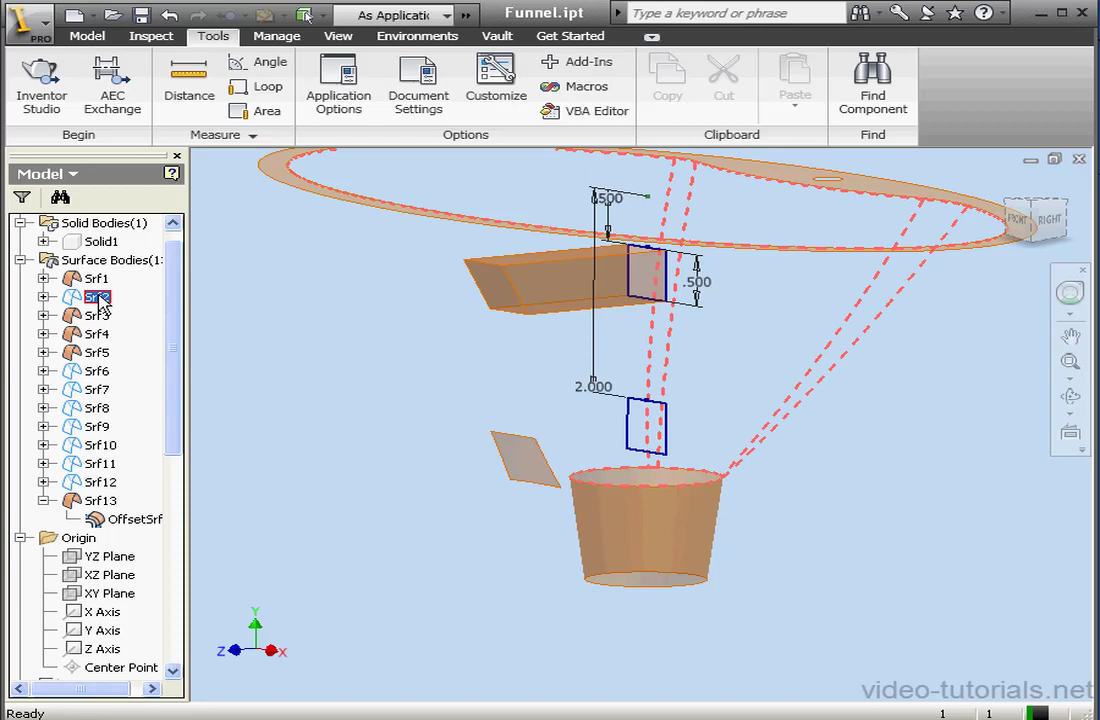 As Applicatic
Funnel.ipt
Type a keyword or phrase
PRO
Model Inspect Tools Manage View Environments Vault Get Started
Inventor Studio
AEC Exchange
Distance
Angle
Loop
Area
Application Options
Document Settings
Customize
Add-Ins
Macros
VBA Editor
Copy
Cut
Paste
Find Component
Begin
Measure
Options
Clipboard
Find
Model
Solid Bodies(1)
Solid1
Surface Bodies(1
Srf1
Srf2
Srf3
Srf4
Srf5
Srf6
Srf7
Srf8
Srf9
Srf10
Srf11
Srf12
Srf13
OffsetSrf
Origin
YZ Plane
XZ Plane
XY Plane
X Axis
Y Axis
Z Axis
Center Point
.500
.500
2.000
FRONT
RIGHT
Y
Z
X
video-tutorials.net
Ready
1
1